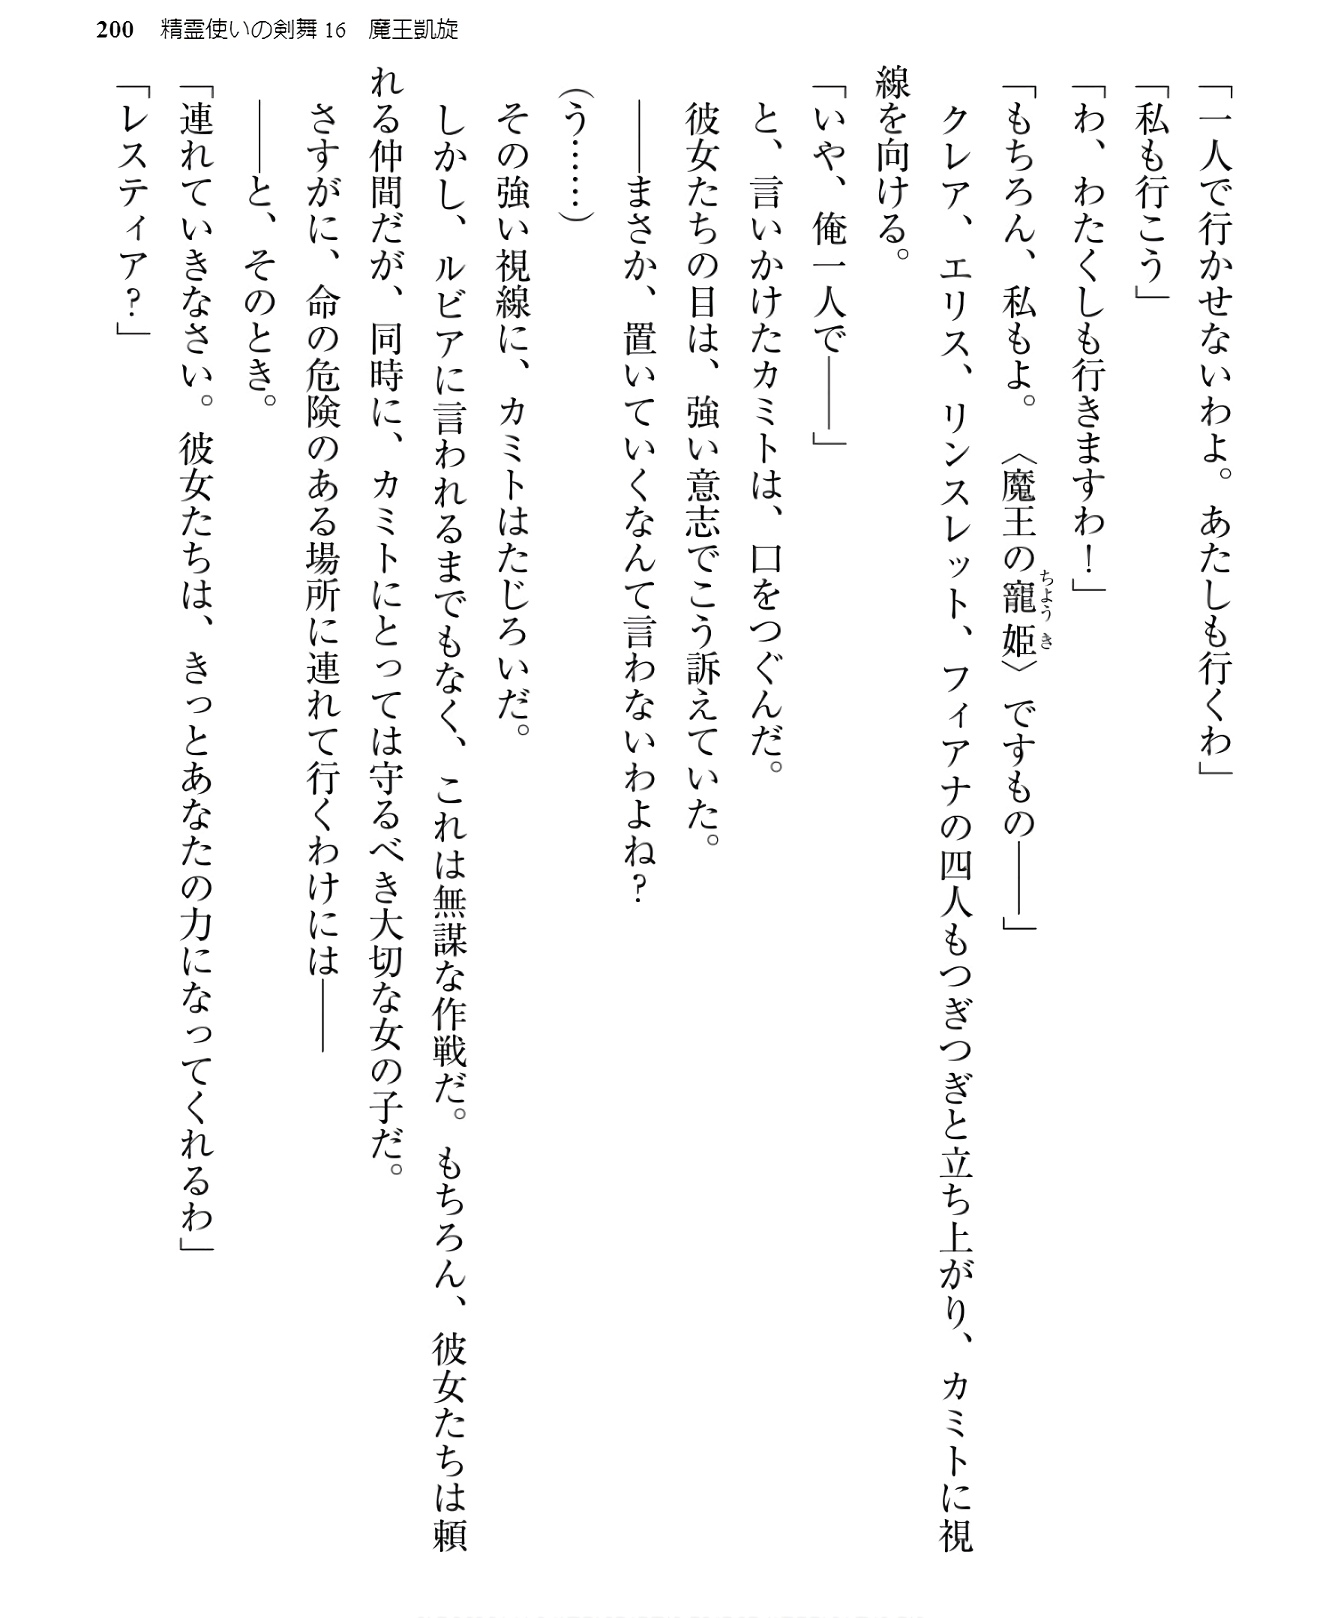 200　精霊使いの剣舞16　魔王凱旋
「一人で行かせないわよ。あたしも行くわ」
「私も行こう」
「わ、わたくしも行きますわ！」
「もちろん、私もよ。〈魔王の寵姫〉ですもの――」
ちようき
クレア、エリス、リンスレット、フィアナの四人もつぎつぎと立ち上がり、カミトに視
線を向ける。
「いや、俺一人で――」
と、言いかけたカミトは、口をつぐんだ。
彼女たちの目は、強い意志でこう訴えていた。
――まさか、置いていくなんて言わないわよね？
（う……）
その強い視線に、カミトはたじろいだ。
しかし、ルビアに言われるまでもなく、これは無謀な作戦だ。もちろん、彼女たちは頼
れる仲間だが、同時に、カミトにとっては守るべき大切な女の子だ。
さすがに、命の危険のある場所に連れて行くわけには――
――と、そのとき。
「連れていきなさい。彼女たちは、きっとあなたの力になってくれるわ」
「レスティア？」